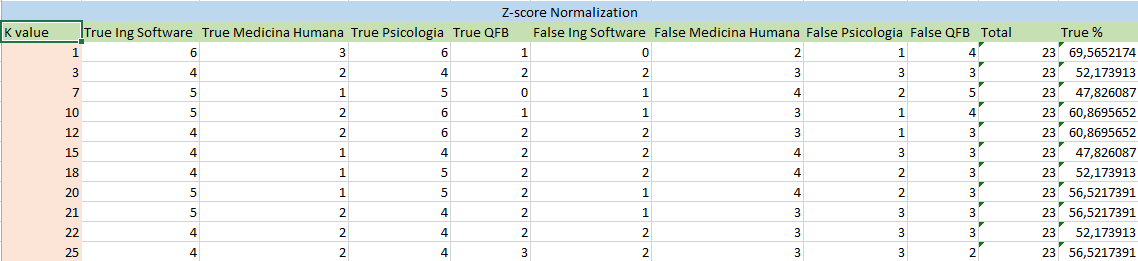 Z-score Normalization
K value True Ing Software True Medicina Humana True Psicologia True QFB False Ing Software False Medicina Humana False Psicologia False QFB Total True %
1 6 3 6 1 0 2 1 4 23 69,5652174
3 4 2 4 2 2 3 3 3 23 52,173913
7 5 1 5 0 1 4 2 5 23 47,826087
10 5 2 6 1 1 3 1 4 23 60,8695652
12 4 2 6 2 2 3 1 3 23 60,8695652
15 4 1 4 2 2 4 3 3 23 47,826087
18 4 1 5 2 2 4 2 3 23 52,173913
20 5 1 5 2 1 4 2 3 23 56,5217391
21 5 2 4 2 1 3 3 3 23 56,5217391
22 4 2 4 2 2 3 3 3 23 52,173913
25 4 2 4 3 2 3 3 2 23 56,5217391